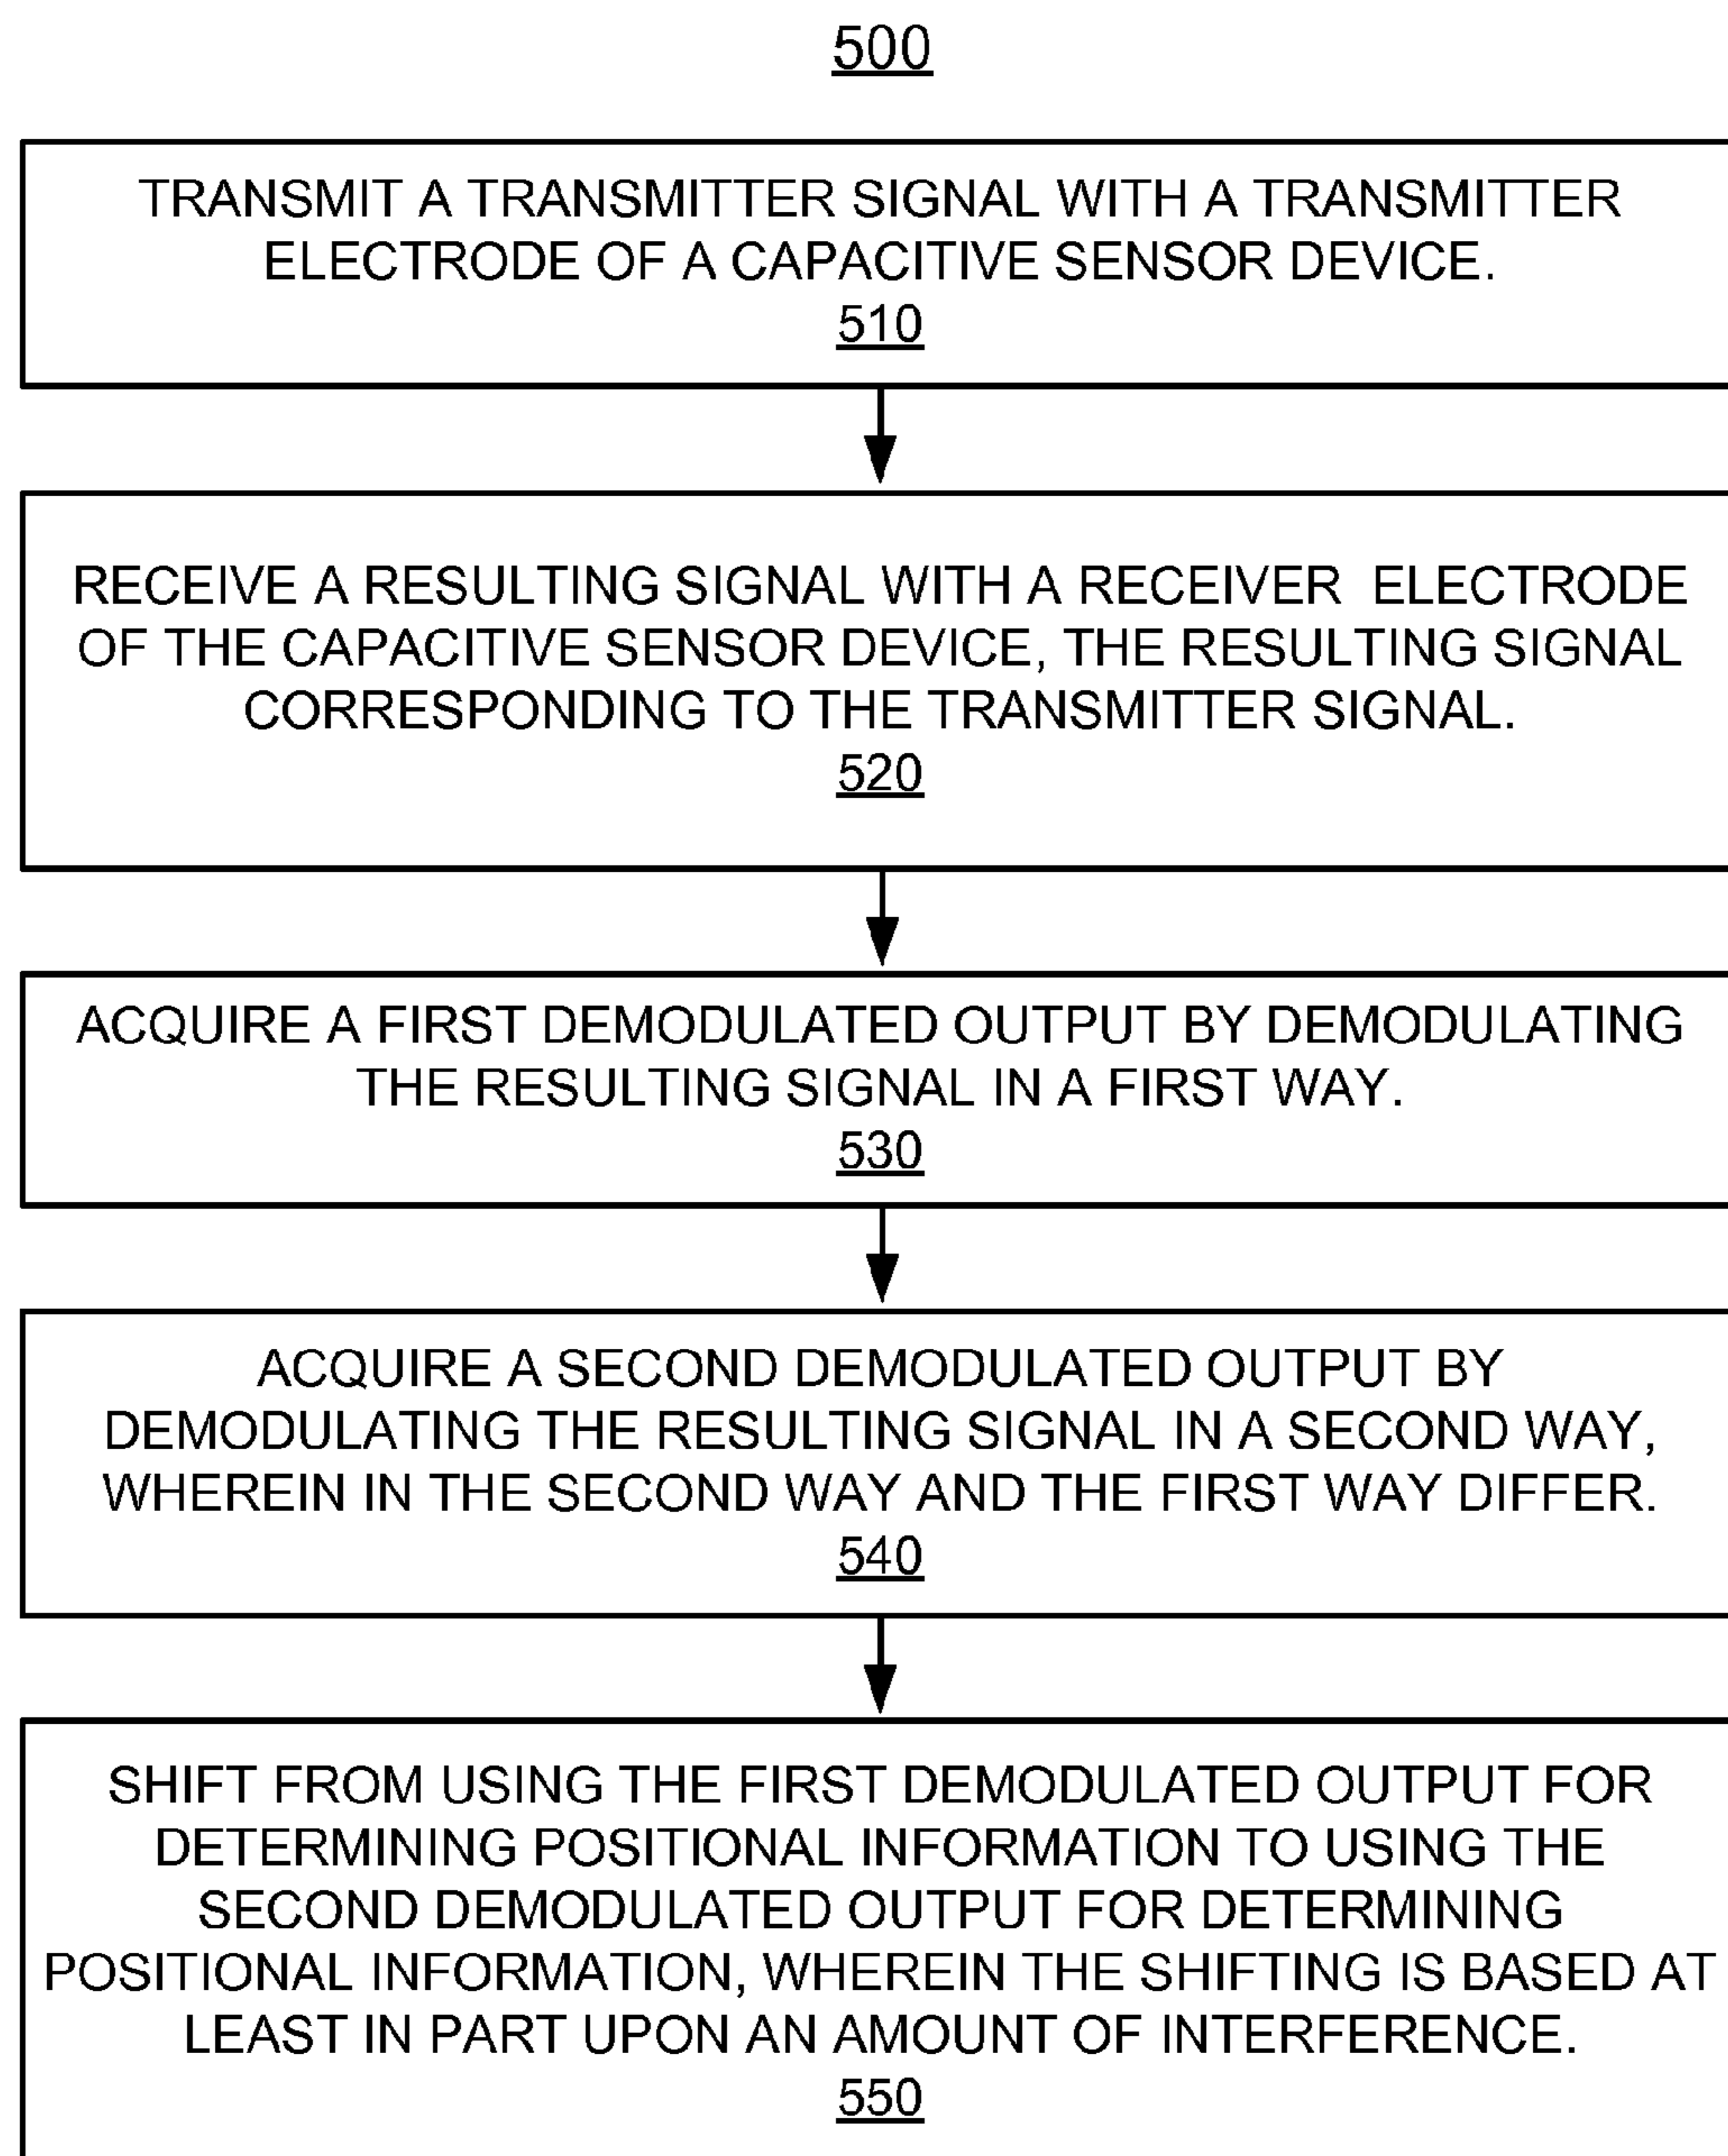 500
TRANSMIT A TRANSMITTER SIGNAL WITH A TRANSMITTER
ELECTRODE OF A CAPACITIVE SENSOR DEVICE.
510
RECEIVE A RESULTING SIGNAL WITH A RECEIVER ELECTRODE
OF THE CAPACITIVE SENSOR DEVICE, THE RESULTING SIGNAL
CORRESPONDING TO THE TRANSMITTER SIGNAL.
520
ACQUIRE A FIRST DEMODULATED OUTPUT BY DEMODULATING
THE RESULTING SIGNAL IN A FIRST WAY.
530
ACQUIRE A SECOND DEMODULATED OUTPUT BY
DEMODULATING THE RESULTING SIGNAL IN A SECOND WAY,
WHEREIN IN THE SECOND WAY AND THE FIRST WAY DIFFER.
540
SHIFT FROM USING THE FIRST DEMODULATED OUTPUT FOR
DETERMINING POSITIONAL INFORMATION TO USING THE
SECOND DEMODULATED OUTPUT FOR DETERMINING
POSITIONAL INFORMATION, WHEREIN THE SHIFTING IS BASED AT
LEAST IN PART UPON AN AMOUNT OF INTERFERENCE.
550